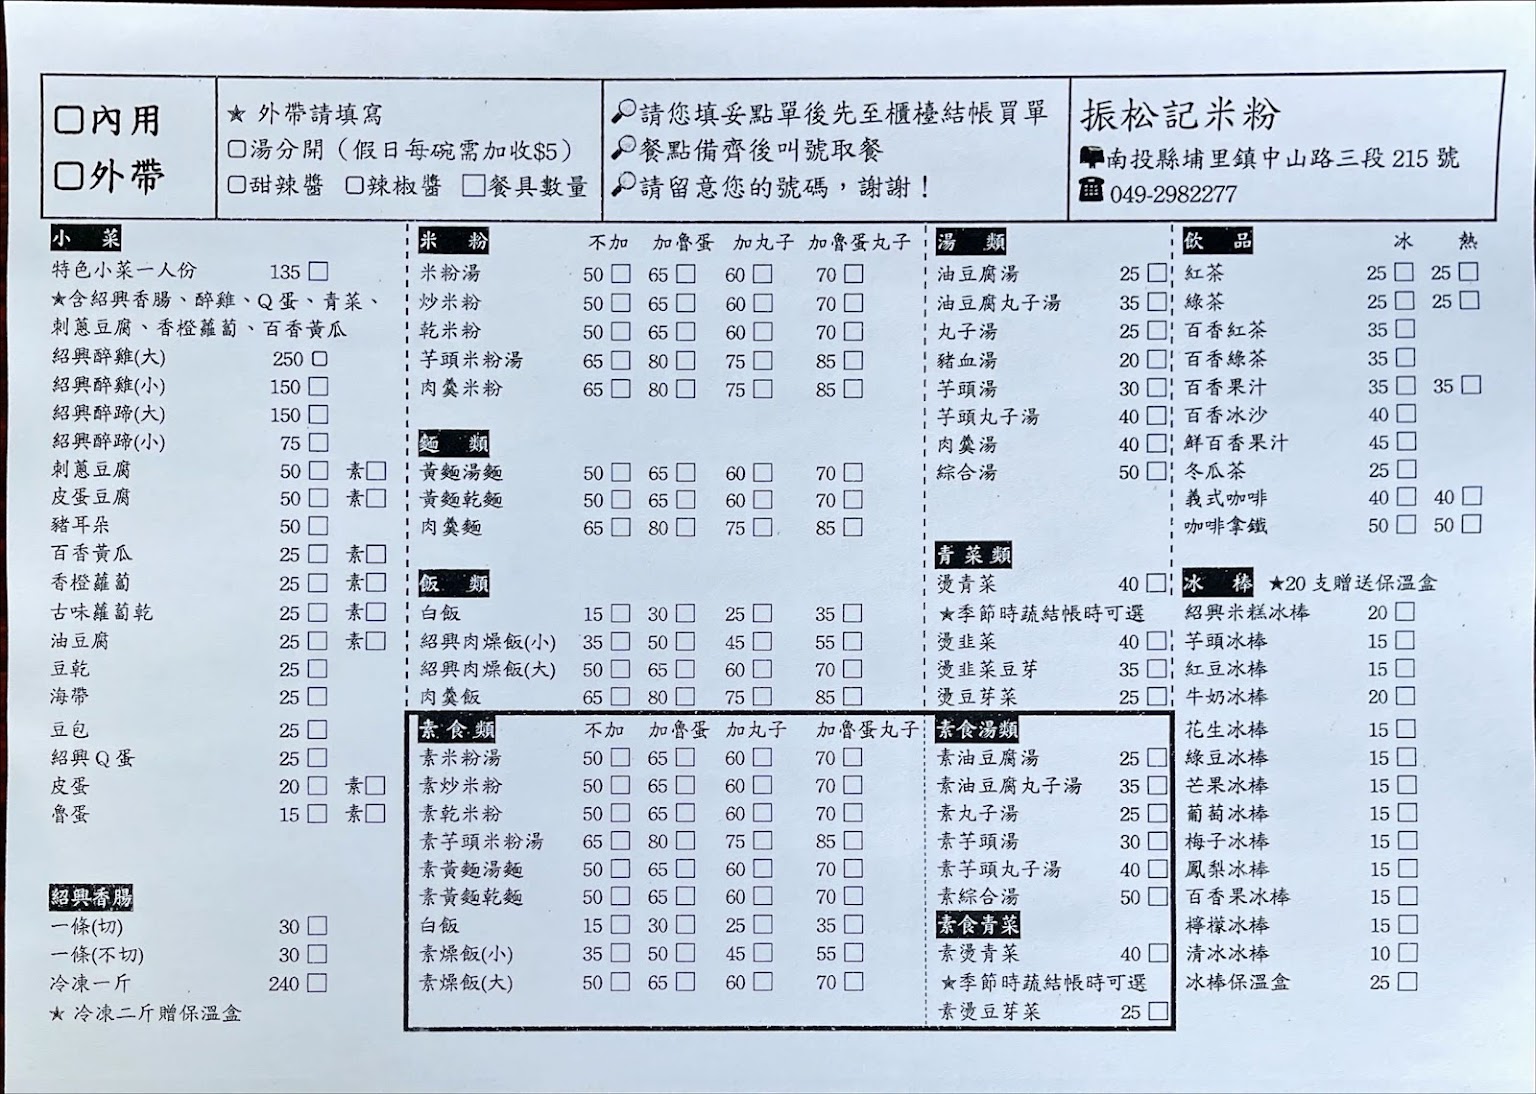 □內用
□外帶
★ 外帶請填寫
□湯分開（假日每碗需加收$5）
□甜辣醬 □辣椒醬 □餐具數量
請您填妥點單後先至櫃檯結帳買單
餐點備齊後叫號取餐
請留意您的號碼，謝謝！
振松記米粉
南投縣埔里鎮中山路三段 215 號
049-2982277
小 菜
特色小菜一人份 135 □
★含紹興香腸、醉雞、Q 蛋、青菜、
刺蔥豆腐、香橙蘿蔔、百香黃瓜
紹興醉雞(大) 250 □
紹興醉雞(小) 150 □
紹興醉蹄(大) 150 □
紹興醉蹄(小) 75 □
刺蔥豆腐 50 □ 素□
皮蛋豆腐 50 □ 素□
豬耳朵 50 □
百香黃瓜 25 □ 素□
香橙蘿蔔 25 □ 素□
古味蘿蔔乾 25 □ 素□
油豆腐 25 □ 素□
豆乾 25 □
海帶 25 □
豆包 25 □
紹興 Q 蛋 25 □
皮蛋 20 □ 素□
魯蛋 15 □ 素□
紹興香腸
一條(切) 30 □
一條(不切) 30 □
冷凍一斤 240 □
★ 冷凍二斤贈保溫盒
米 粉 不加 加魯蛋 加丸子 加魯蛋丸子
米粉湯 50 □ 65 □ 60 □ 70 □
炒米粉 50 □ 65 □ 60 □ 70 □
乾米粉 50 □ 65 □ 60 □ 70 □
芋頭米粉湯 65 □ 80 □ 75 □ 85 □
肉羹米粉 65 □ 80 □ 75 □ 85 □
麵 類
黃麵湯麵 50 □ 65 □ 60 □ 70 □
黃麵乾麵 50 □ 65 □ 60 □ 70 □
肉羹麵 65 □ 80 □ 75 □ 85 □
飯 類
白飯 15 □ 30 □ 25 □ 35 □
紹興肉燥飯(小) 35 □ 50 □ 45 □ 55 □
紹興肉燥飯(大) 50 □ 65 □ 60 □ 70 □
肉羹飯 65 □ 80 □ 75 □ 85 □
素食類 不加 加魯蛋 加丸子 加魯蛋丸子
素米粉湯 50 □ 65 □ 60 □ 70 □
素炒米粉 50 □ 65 □ 60 □ 70 □
素乾米粉 50 □ 65 □ 60 □ 70 □
素芋頭米粉湯 65 □ 80 □ 75 □ 85 □
素黃麵湯麵 50 □ 65 □ 60 □ 70 □
素黃麵乾麵 50 □ 65 □ 60 □ 70 □
白飯 15 □ 30 □ 25 □ 35 □
素燥飯(小) 35 □ 50 □ 45 □ 55 □
素燥飯(大) 50 □ 65 □ 60 □ 70 □
湯 類
油豆腐湯 25 □
油豆腐丸子湯 35 □
丸子湯 25 □
豬血湯 20 □
芋頭湯 30 □
芋頭丸子湯 40 □
肉羹湯 40 □
綜合湯 50 □
青菜類
燙青菜 40 □
★季節時蔬結帳時可選
燙韭菜 40 □
燙韭菜豆芽 35 □
燙豆芽菜 25 □
素食湯類
素油豆腐湯 25 □
素油豆腐丸子湯 35 □
素丸子湯 25 □
素芋頭湯 30 □
素芋頭丸子湯 40 □
素綜合湯 50 □
素食青菜
素燙青菜 40 □
★季節時蔬結帳時可選
素燙豆芽菜 25 □
飲 品 冰 熱
紅茶 25 □ 25 □
綠茶 25 □ 25 □
百香紅茶 35 □
百香綠茶 35 □
百香果汁 35 □ 35 □
百香冰沙 40 □
鮮百香果汁 45 □
冬瓜茶 25 □
義式咖啡 40 □ 40 □
咖啡拿鐵 50 □ 50 □
冰 棒 ★20 支贈送保溫盒
紹興米糕冰棒 20 □
芋頭冰棒 15 □
紅豆冰棒 15 □
牛奶冰棒 20 □
花生冰棒 15 □
綠豆冰棒 15 □
芒果冰棒 15 □
葡萄冰棒 15 □
梅子冰棒 15 □
鳳梨冰棒 15 □
百香果冰棒 15 □
檸檬冰棒 15 □
清冰冰棒 10 □
冰棒保溫盒 25 □